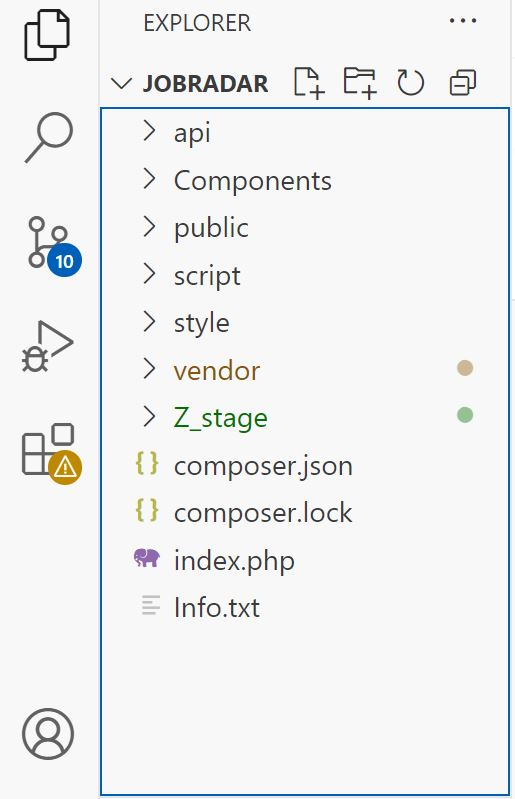 EXPLORER
JOBRADAR
api
Components
public
script
10
style
vendor
Z_stage
composer.json
composer.lock
index.php
Info.txt